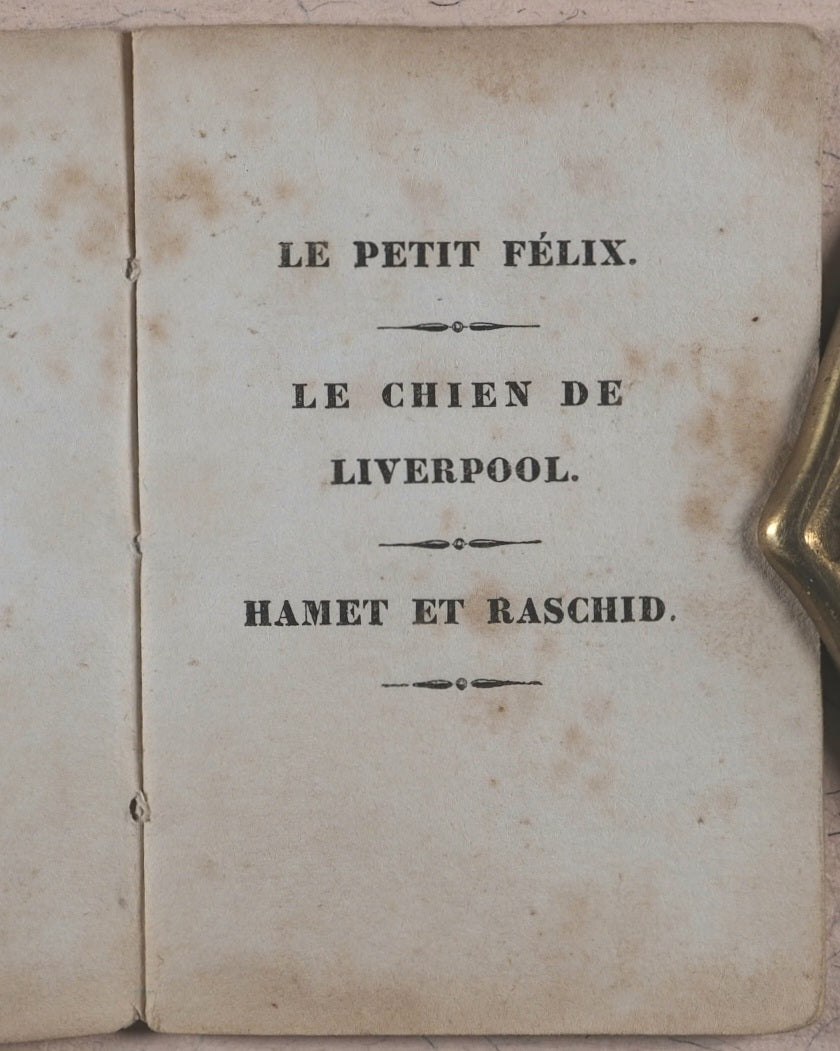 LE PETIT FÉLIX.
LE CHIEN DE
LIVERPOOL.
HAMET ET RASCHID.